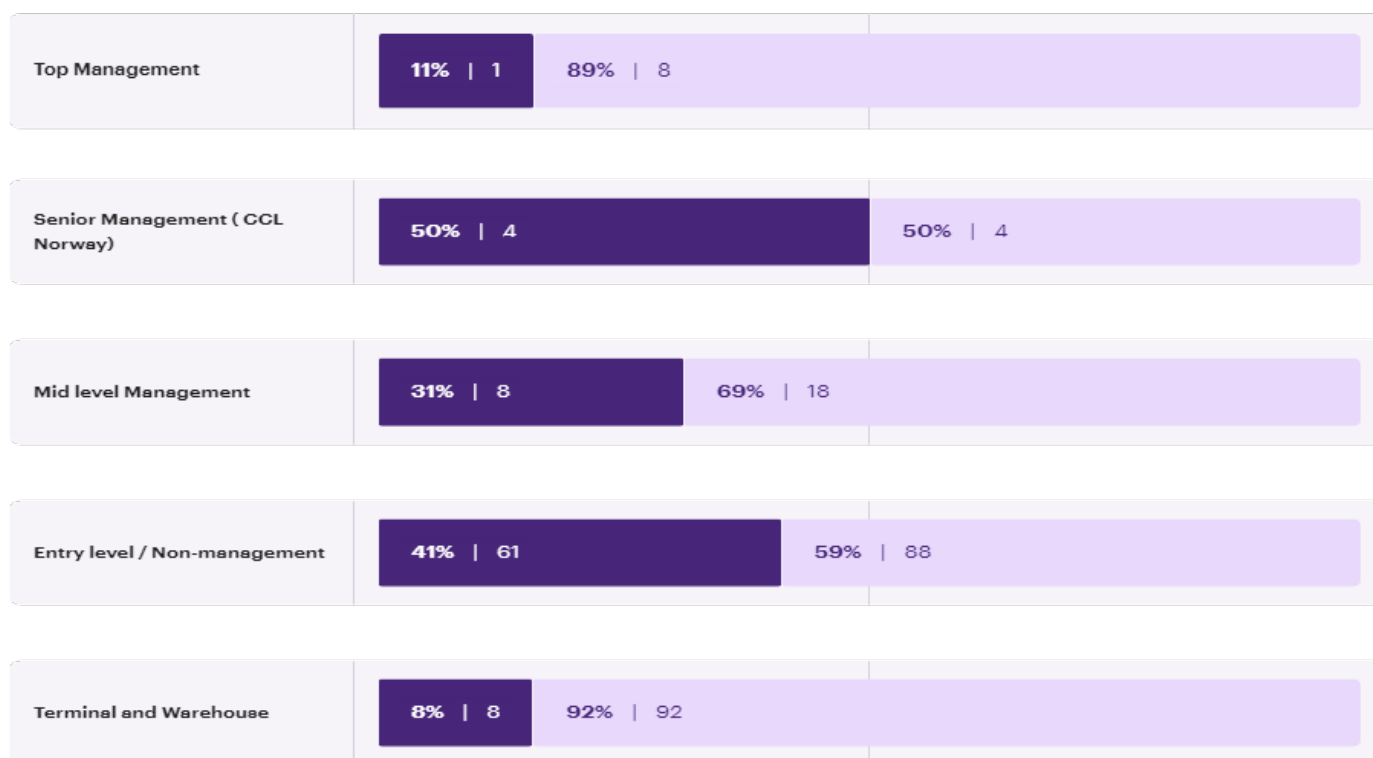 Top Management
11% | 1
89% | 8
Senior Management ( CCL
Norway)
50% | 4
50% | 4
Mid level Management
31% | 8
69% | 18
Entry level / Non-management
41% | 61
59% | 88
Terminal and Warehouse
8% | 8
92% | 92